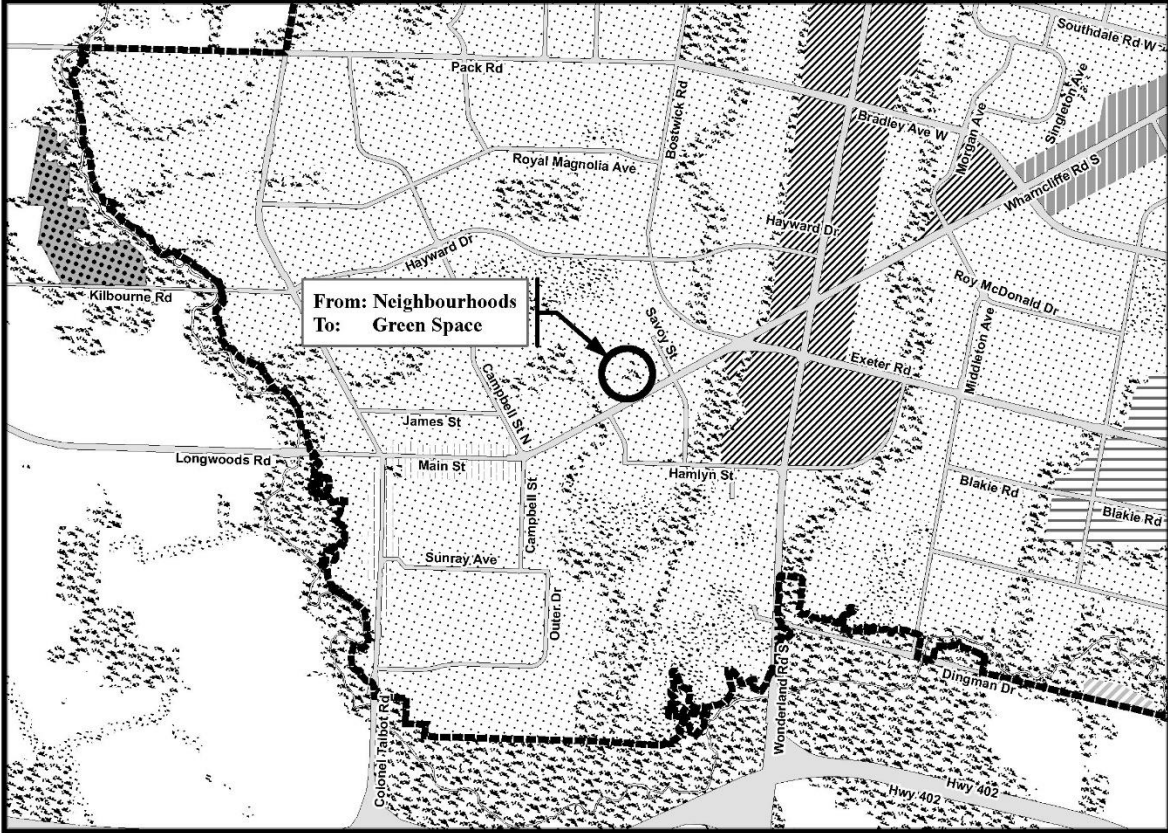 Southdale Rd W
Pack Rd
Bostwick Rd
Bradley Ave W
Morgan Ave
Singleton Ave
Wharncliffe Rd S
Royal Magnolia Ave
Hayward Dr
Hayward Dr
Kilbourne Rd
From: Neighbourhoods
To: Green Space
Savoy St
Roy McDonald Dr
Middleton Ave
Exeter Rd
Campbell St N
James St
Longwoods Rd
Main St
Hamlyn St
Campbell St
Blakie Rd
Blakie Rd
Sunray Ave
Outer Dr
Wonderland Rd S
Dingman Dr
Colonel Talbot Rd
Hwy 402
Hwy 402